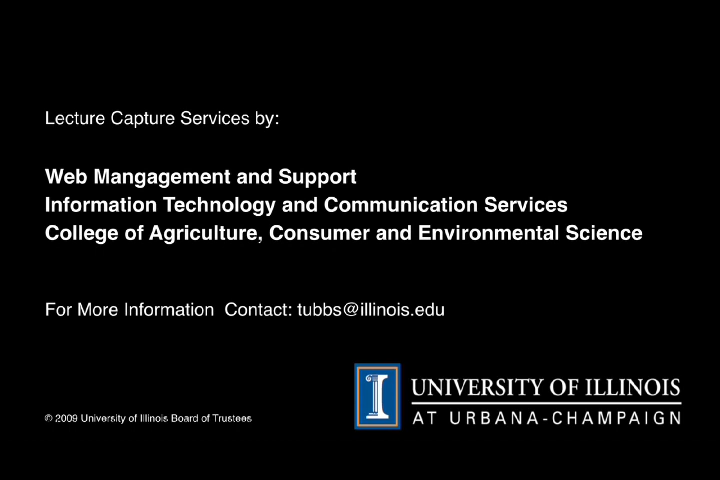 Lecture Capture Services by:
Web Mangagement and Support
Information Technology and Communication Services
College of Agriculture, Consumer and Environmental Science
For More Information  Contact: tubbs@illinois.edu
UNIVERSITY OF ILLINOIS
AT URBANA-CHAMPAIGN
© 2009 University of Illinois Board of Trustees